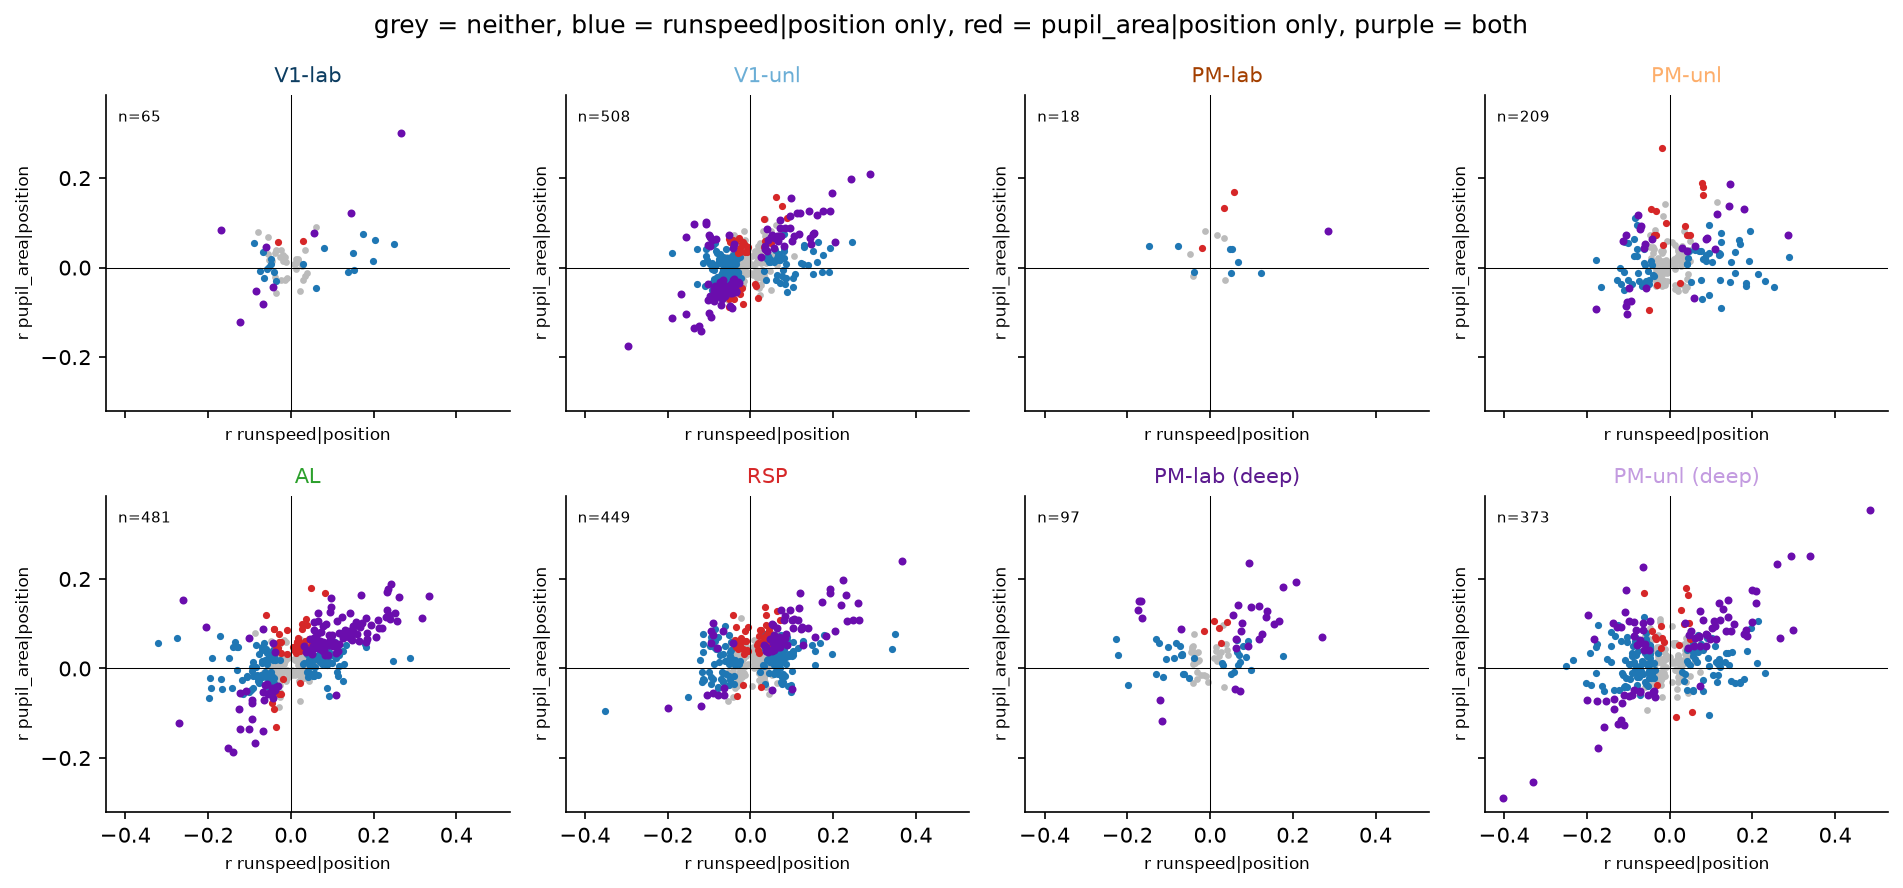 grey = neither, blue = runspeed|position only, red = pupil_area|position only, purple = both
V1-lab
n=65
r pupil_area|position
0.2
0.0
−0.2
r runspeed|position
V1-unl
n=508
r pupil_area|position
r runspeed|position
PM-lab
n=18
r pupil_area|position
r runspeed|position
PM-unl
n=209
r pupil_area|position
r runspeed|position
AL
n=481
r pupil_area|position
0.2
0.0
−0.2
−0.4 −0.2 0.0 0.2 0.4
r runspeed|position
RSP
n=449
r pupil_area|position
−0.4 −0.2 0.0 0.2 0.4
r runspeed|position
PM-lab (deep)
n=97
r pupil_area|position
−0.4 −0.2 0.0 0.2 0.4
r runspeed|position
PM-unl (deep)
n=373
r pupil_area|position
−0.4 −0.2 0.0 0.2 0.4
r runspeed|position